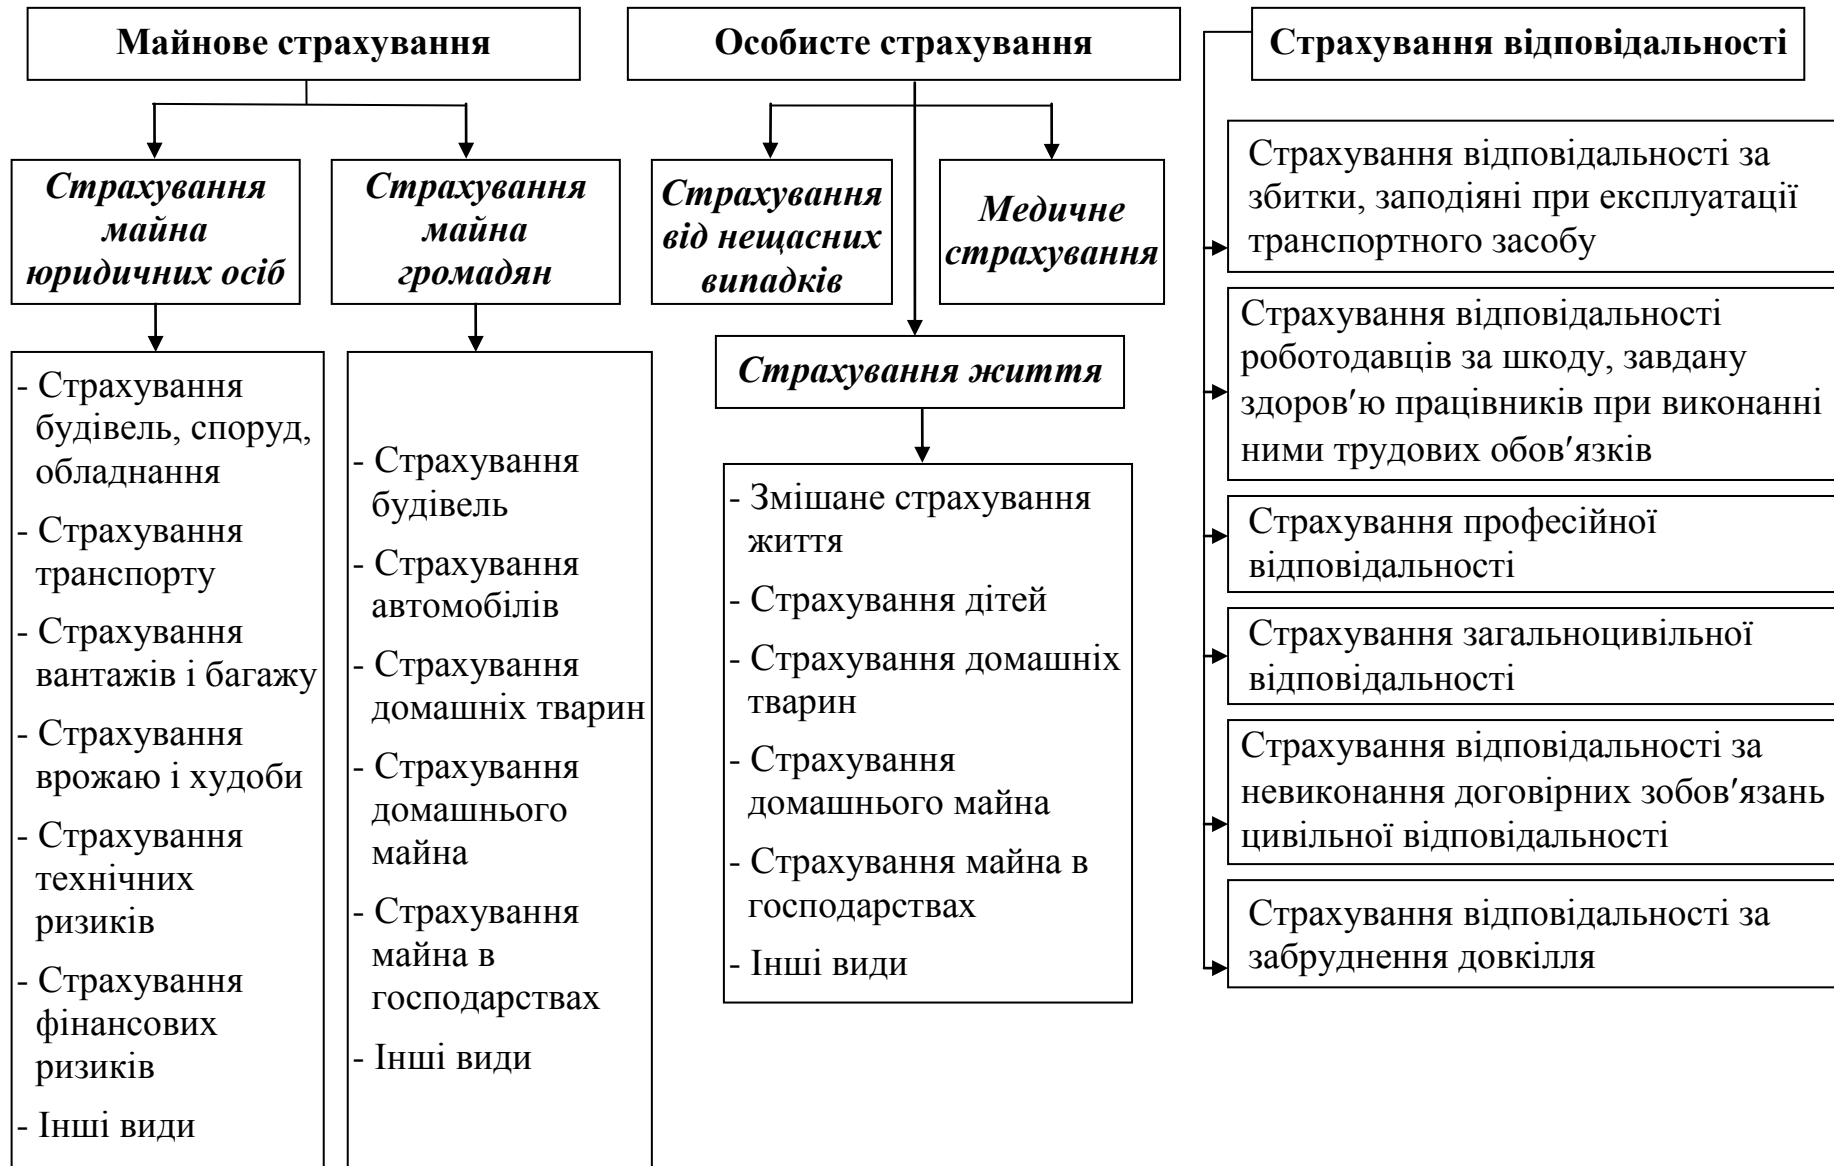 Майнове страхування
Страхування
майна
юридичних осіб
Страхування
майна
громадян
- Страхування
будівель, споруд,
обладнання
- Страхування
транспорту
- Страхування
вантажів і багажу
- Страхування
врожаю і худоби
- Страхування
технічних
ризиків
- Страхування
фінансових
ризиків
- Інші види
- Страхування
будівель
- Страхування
автомобілів
- Страхування
домашніх тварин
- Страхування
домашнього
майна
- Страхування
майна в
господарствах
- Інші види
Особисте страхування
Страхування
від нещасних
випадків
Медичне
страхування
Страхування життя
- Змішане страхування
життя
- Страхування дітей
- Страхування домашніх
тварин
- Страхування
домашнього майна
- Страхування майна в
господарствах
- Інші види
Страхування відповідальності
Страхування відповідальності за
збитки, заподіяні при експлуатації
транспортного засобу
Страхування відповідальності
роботодавців за шкоду, завдану
здоров′ю працівників при виконанні
ними трудових обов′язків
Страхування професійної
відповідальності
Страхування загальноцивільної
відповідальності
Страхування відповідальності за
невиконання договірних зобов′язань
цивільної відповідальності
Страхування відповідальності за
забруднення довкілля